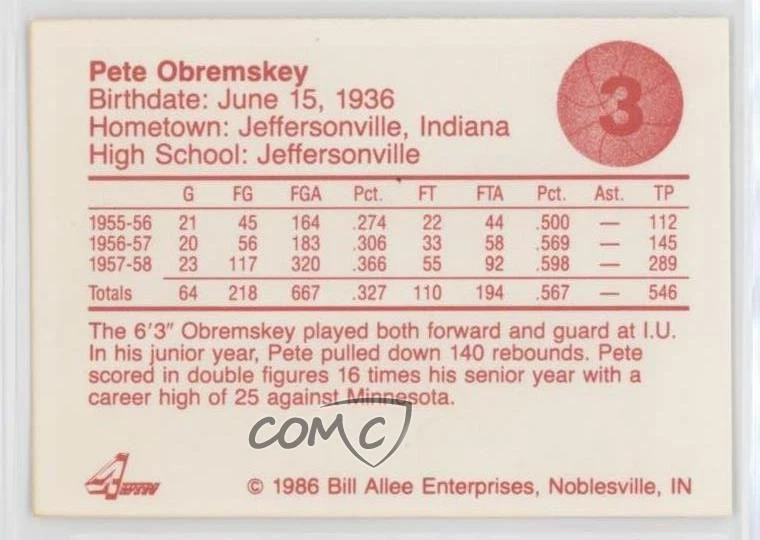 Pete Obremskey
Birthdate: June 15, 1936
Hometown: Jeffersonville, Indiana
High School: Jeffersonville
3
G FG FGA Pct. FT FTA Pct. Ast. TP
1955-56 21 45 164 .274 22 44 .500 — 112
1956-57 20 56 183 .306 33 58 .569 — 145
1957-58 23 117 320 .366 55 92 .598 — 289
Totals 64 218 667 .327 110 194 .567 — 546
The 6'3" Obremskey played both forward and guard at I.U.
In his junior year, Pete pulled down 140 rebounds. Pete
scored in double figures 16 times his senior year with a
career high of 25 against Minnesota.
COMC
4
© 1986 Bill Allee Enterprises, Noblesville, IN